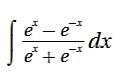 ∫ (e^x − e^{−x})/(e^x + e^{−x}) dx